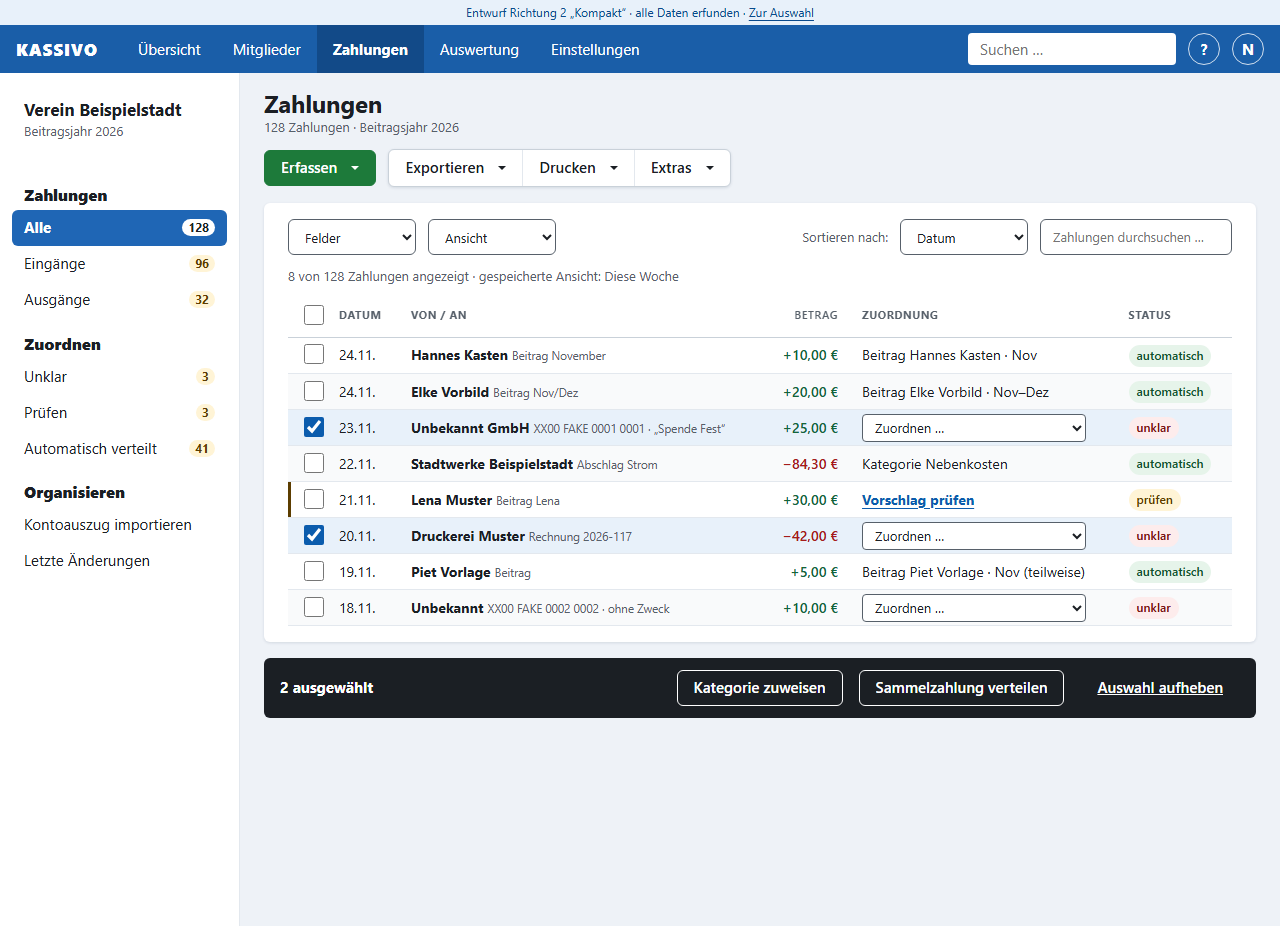 Entwurf Richtung 2 „Kompakt“ · alle Daten erfunden · Zur Auswahl
KASSIVO Übersicht Mitglieder Zahlungen Auswertung Einstellungen Suchen … ? N
Verein Beispielstadt
Beitragsjahr 2026
Zahlungen
Alle 128
Eingänge 96
Ausgänge 32
Zuordnen
Unklar 3
Prüfen 3
Automatisch verteilt 41
Organisieren
Kontoauszug importieren
Letzte Änderungen
Zahlungen
128 Zahlungen · Beitragsjahr 2026
Erfassen Exportieren Drucken Extras
Felder Ansicht Sortieren nach: Datum Zahlungen durchsuchen …
8 von 128 Zahlungen angezeigt · gespeicherte Ansicht: Diese Woche
DATUM VON / AN BETRAG ZUORDNUNG STATUS
24.11. Hannes Kasten Beitrag November +10,00 € Beitrag Hannes Kasten · Nov automatisch
24.11. Elke Vorbild Beitrag Nov/Dez +20,00 € Beitrag Elke Vorbild · Nov–Dez automatisch
23.11. Unbekannt GmbH XX00 FAKE 0001 0001 · „Spende Fest“ +25,00 € Zuordnen … unklar
22.11. Stadtwerke Beispielstadt Abschlag Strom −84,30 € Kategorie Nebenkosten automatisch
21.11. Lena Muster Beitrag Lena +30,00 € Vorschlag prüfen prüfen
20.11. Druckerei Muster Rechnung 2026-117 −42,00 € Zuordnen … unklar
19.11. Piet Vorlage Beitrag +5,00 € Beitrag Piet Vorlage · Nov (teilweise) automatisch
18.11. Unbekannt XX00 FAKE 0002 0002 · ohne Zweck +10,00 € Zuordnen … unklar
2 ausgewählt Kategorie zuweisen Sammelzahlung verteilen Auswahl aufheben